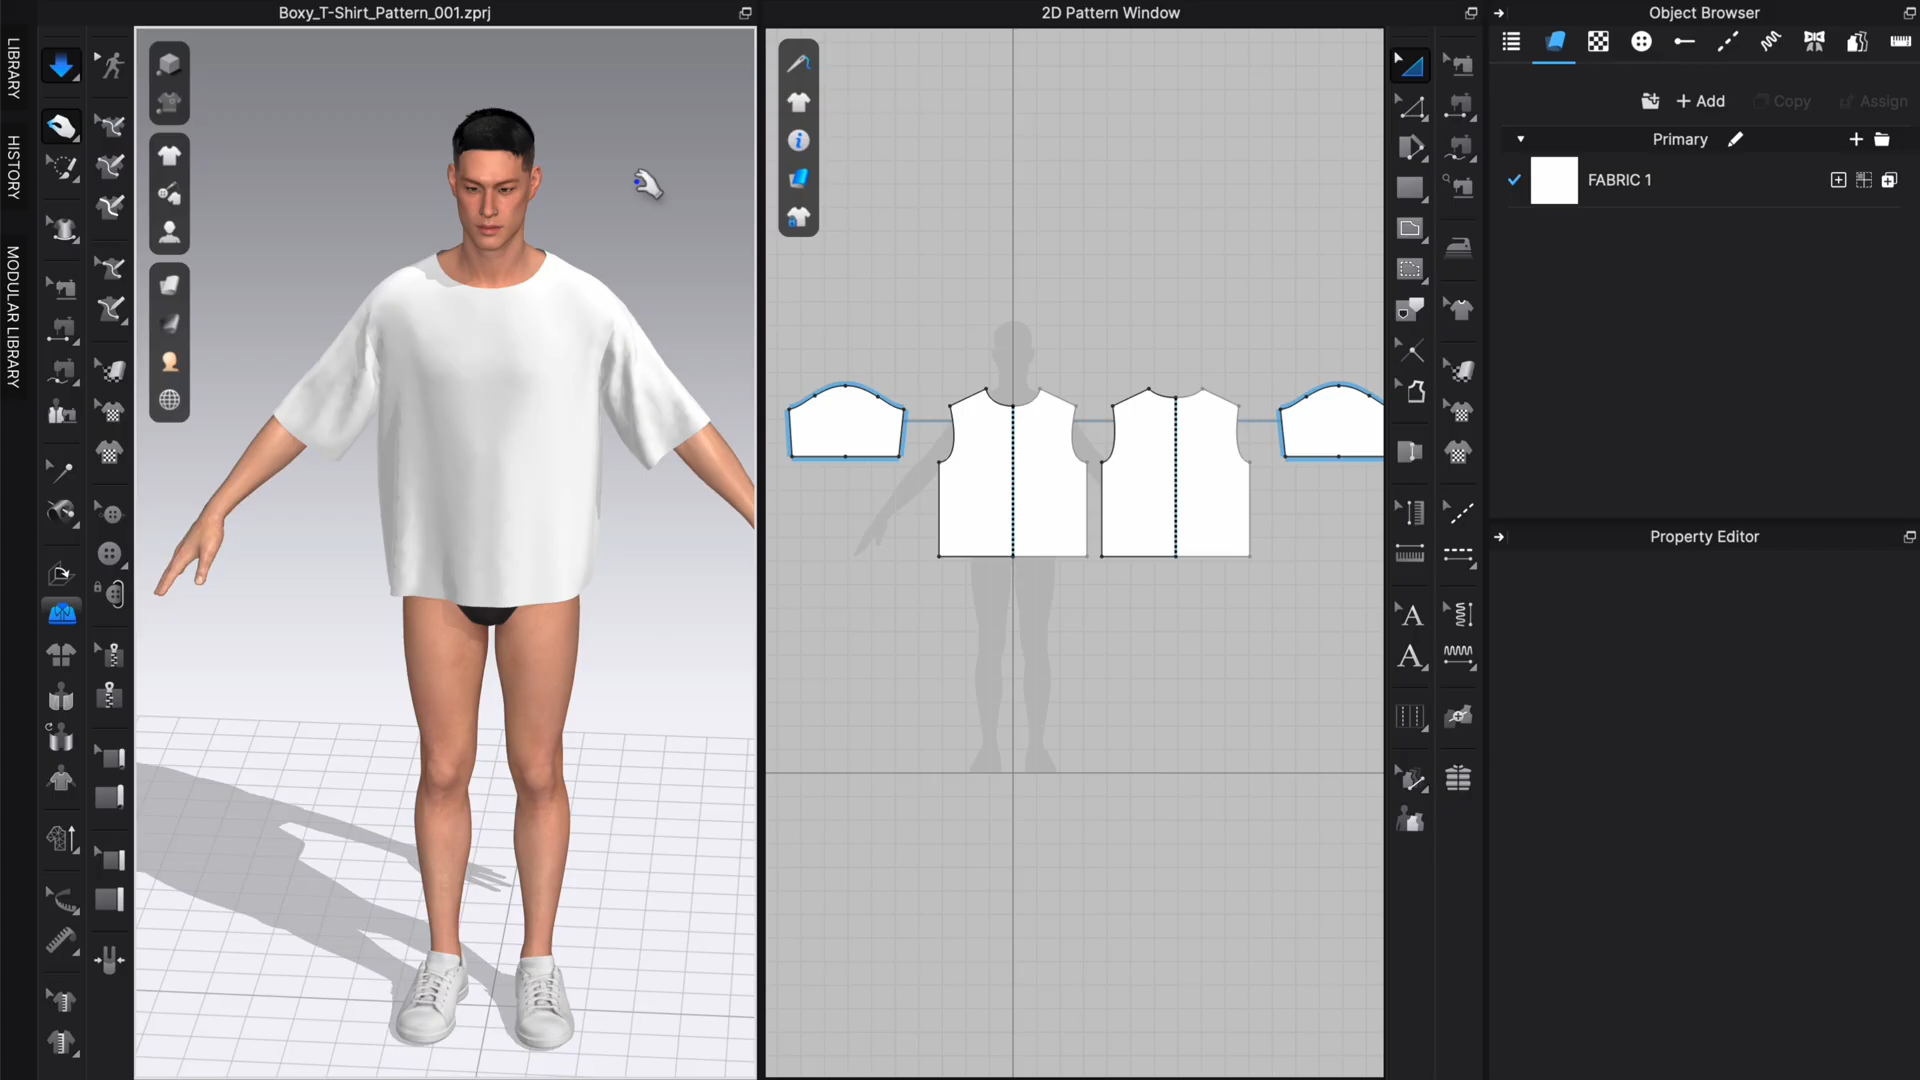 Boxy_T-Shirt_Pattern_001.zprj
2D Pattern Window
Object Browser
LIBRARY
HISTORY
MODULAR LIBRARY
+ Add
Copy
Assign
Primary
FABRIC 1
Property Editor
A
A